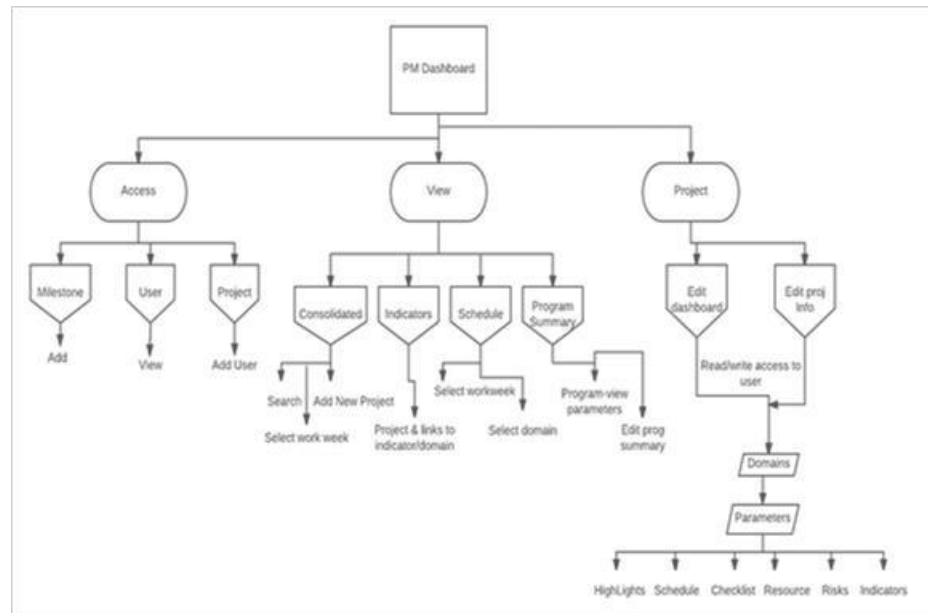 PM Dashboard
Access
View
Project
Milestone
User
Project
Consolidated
Indicators
Schedule
Program
Summary
Edit
dashboard
Edit proj
Info
Add
View
Add User
Read/write access to
user
Search
Add New Project
Select work week
Project & links to
indicator/domain
Select workweek
Select domain
Program-view
parameters
Edit prog
summary
Domains
Parameters
HighLights
Schedule
Checklist
Resource
Risks
Indicators